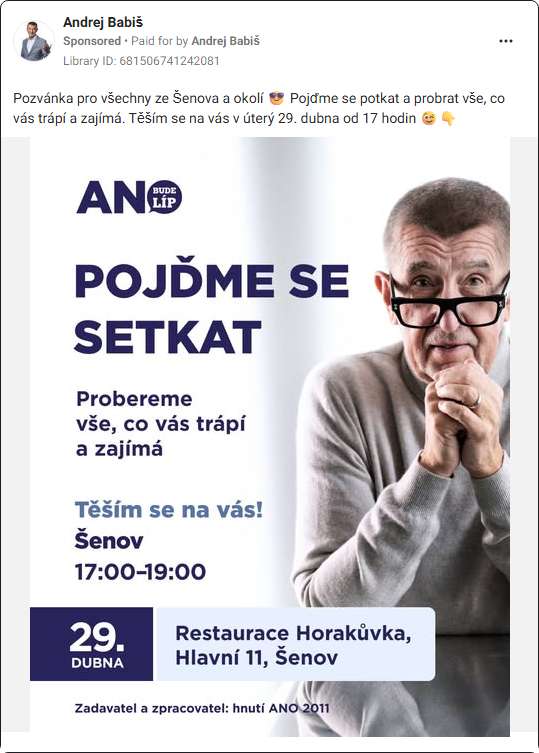 Andrej Babiš
Sponsored • Paid for by Andrej Babiš
Library ID: 681506741242081
Pozvánka pro všechny ze Šenova a okolí 😎 Pojďme se potkat a probrat vše, co
vás trápí a zajímá. Těším se na vás v úterý 29. dubna od 17 hodin 😉 👇
ANO
BUDE
LÍP
POJĎME SE
SETKAT
Probereme
vše, co vás trápí
a zajímá
Těším se na vás!
Šenov
17:00–19:00
29.
DUBNA
Restaurace Horakůvka,
Hlavní 11, Šenov
Zadavatel a zpracovatel: hnutí ANO 2011